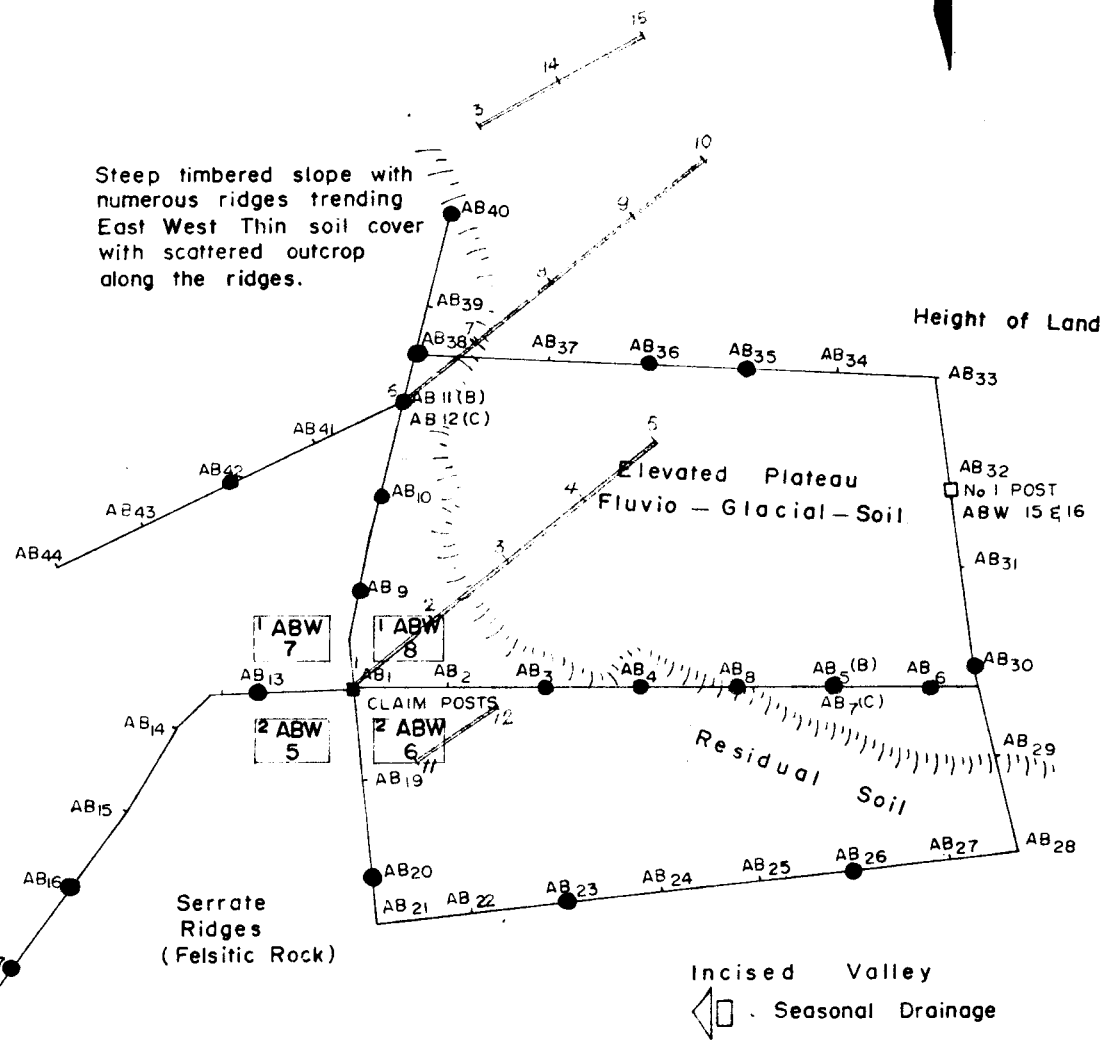 15
14
3
10
9
Steep timbered slope with
numerous ridges trending
East West Thin soil cover
with scattered outcrop
along the ridges.
AB40
AB39
7
AB38
AB37
AB36
AB35
AB34
Height of Land
AB33
AB11(B)
AB12(C)
AB41
AB42
AB43
AB44
AB10
AB9
5
4
3
2
1
Elevated Plateau
Fluvio - Glacial - Soil
AB32
No 1 POST
ABW 15 & 16
AB31
AB30
1 ABW
7
1 ABW
8
AB13
AB1
AB2
AB3
AB4
AB8
AB5(B)
AB7(C)
AB6
CLAIM POSTS
2 ABW
5
2 ABW
6
12
11
AB14
AB15
AB16
AB19
AB20
AB21
AB22
AB23
AB24
AB25
AB26
AB27
AB28
AB29
Residual Soil
Serrate
Ridges
(Felsitic Rock)
Incised Valley
Seasonal Drainage